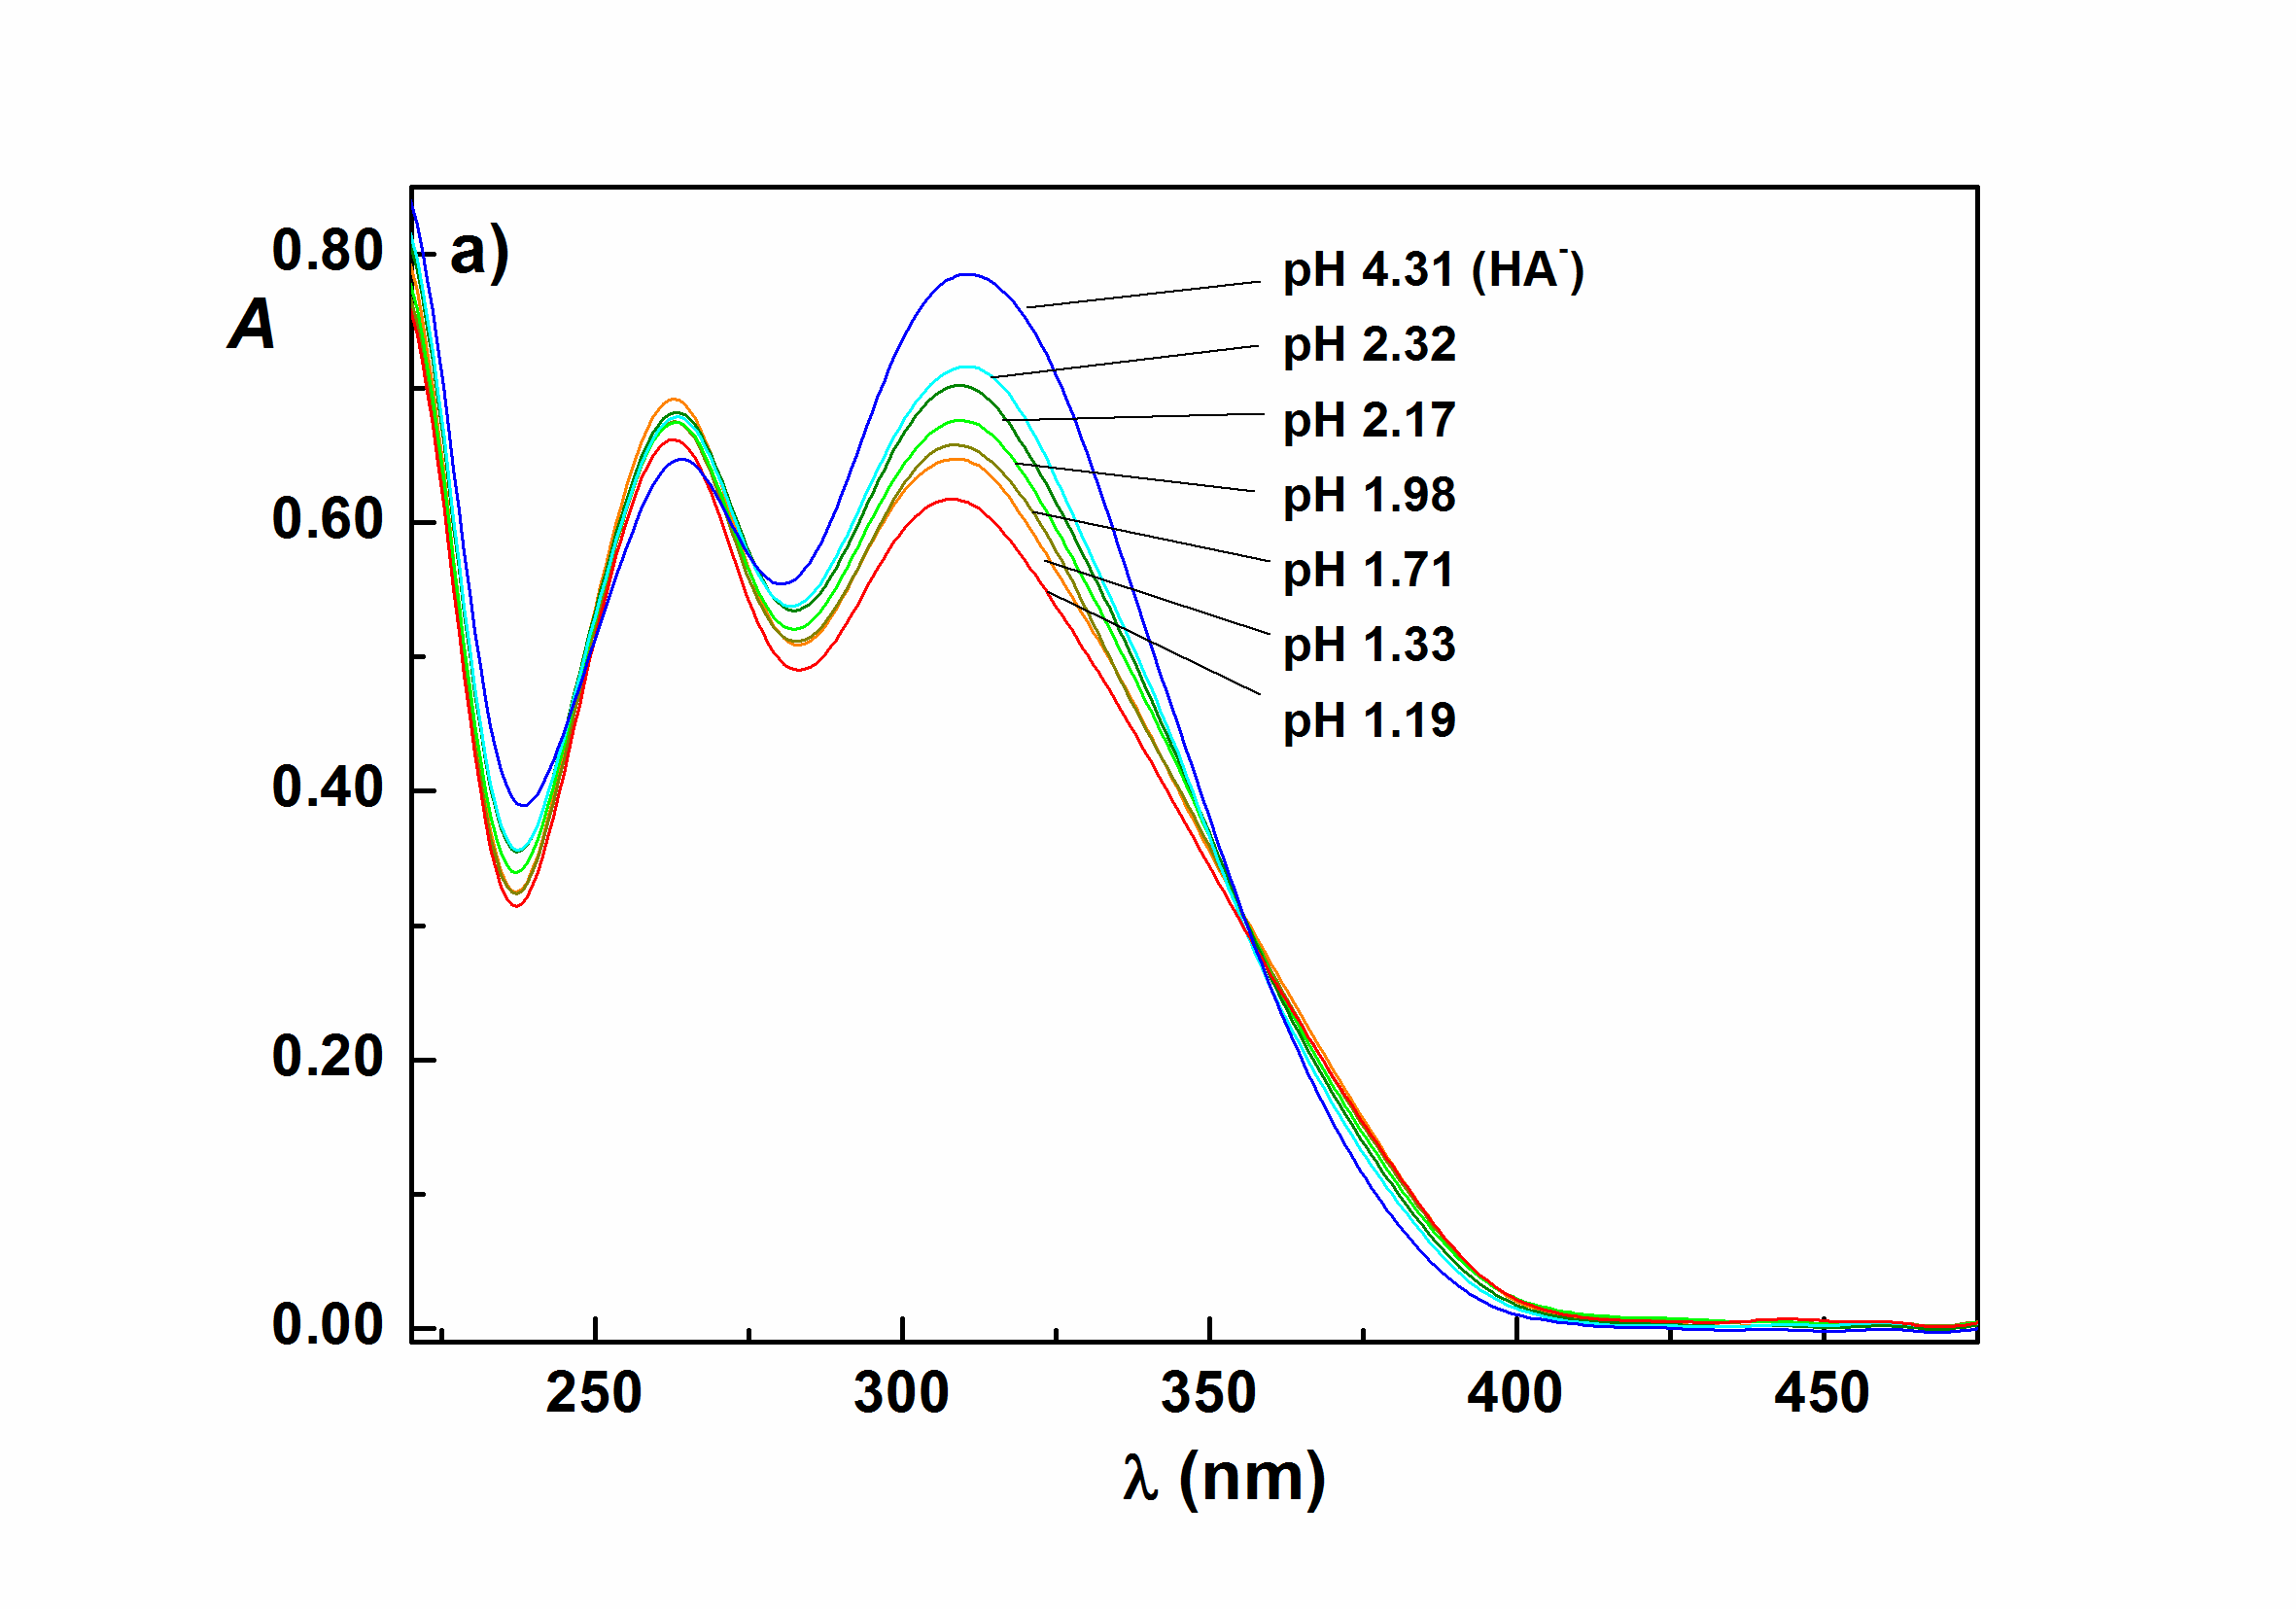 a)
0.80
A
0.60
0.40
0.20
0.00
pH 4.31 (HA⁻)
pH 2.32
pH 2.17
pH 1.98
pH 1.71
pH 1.33
pH 1.19
250 300 350 400 450
λ (nm)